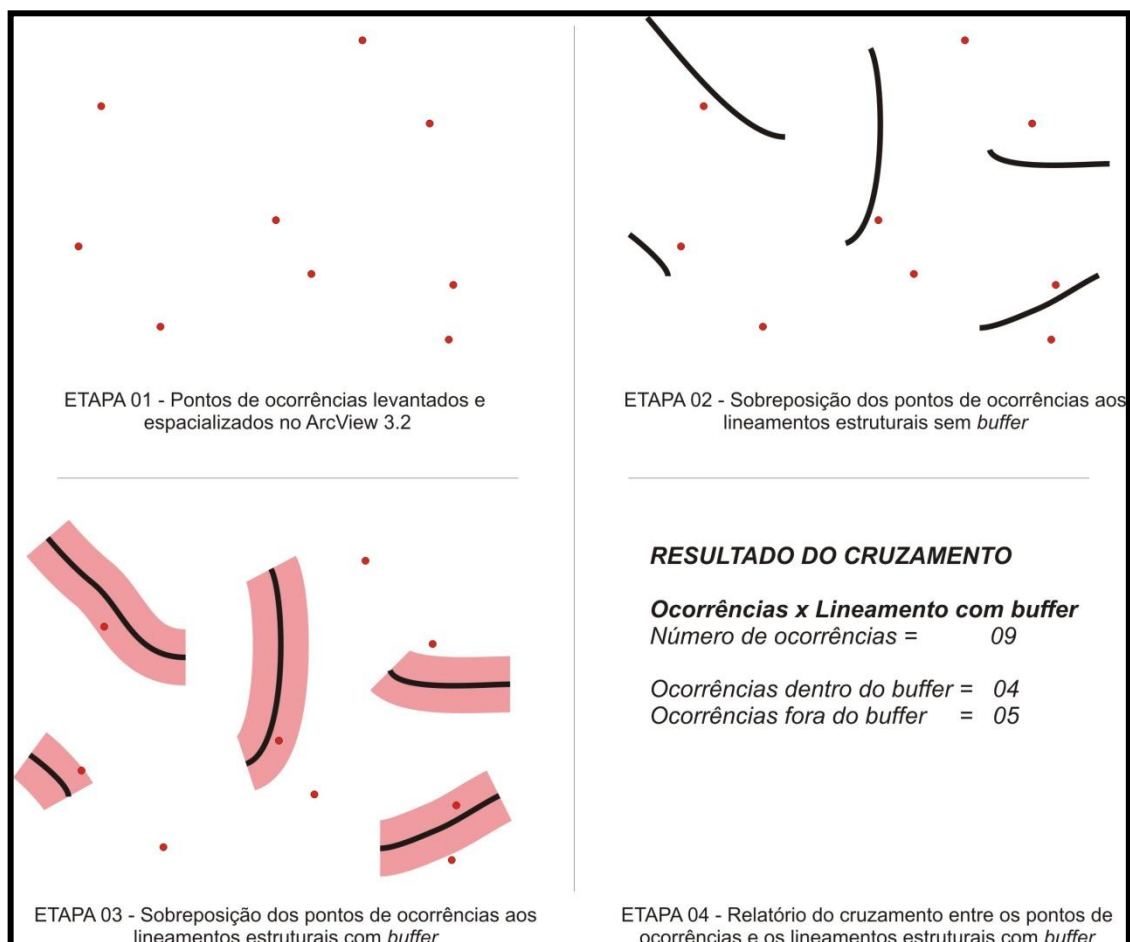 ETAPA 01 - Pontos de ocorrências levantados e
espacializados no ArcView 3.2
ETAPA 02 - Sobreposição dos pontos de ocorrências aos
lineamentos estruturais sem buffer
RESULTADO DO CRUZAMENTO
Ocorrências x Lineamento com buffer
Número de ocorrências = 09
Ocorrências dentro do buffer = 04
Ocorrências fora do buffer = 05
ETAPA 03 - Sobreposição dos pontos de ocorrências aos
lineamentos estruturais com buffer
ETAPA 04 - Relatório do cruzamento entre os pontos de
ocorrências e os lineamentos estruturais com buffer